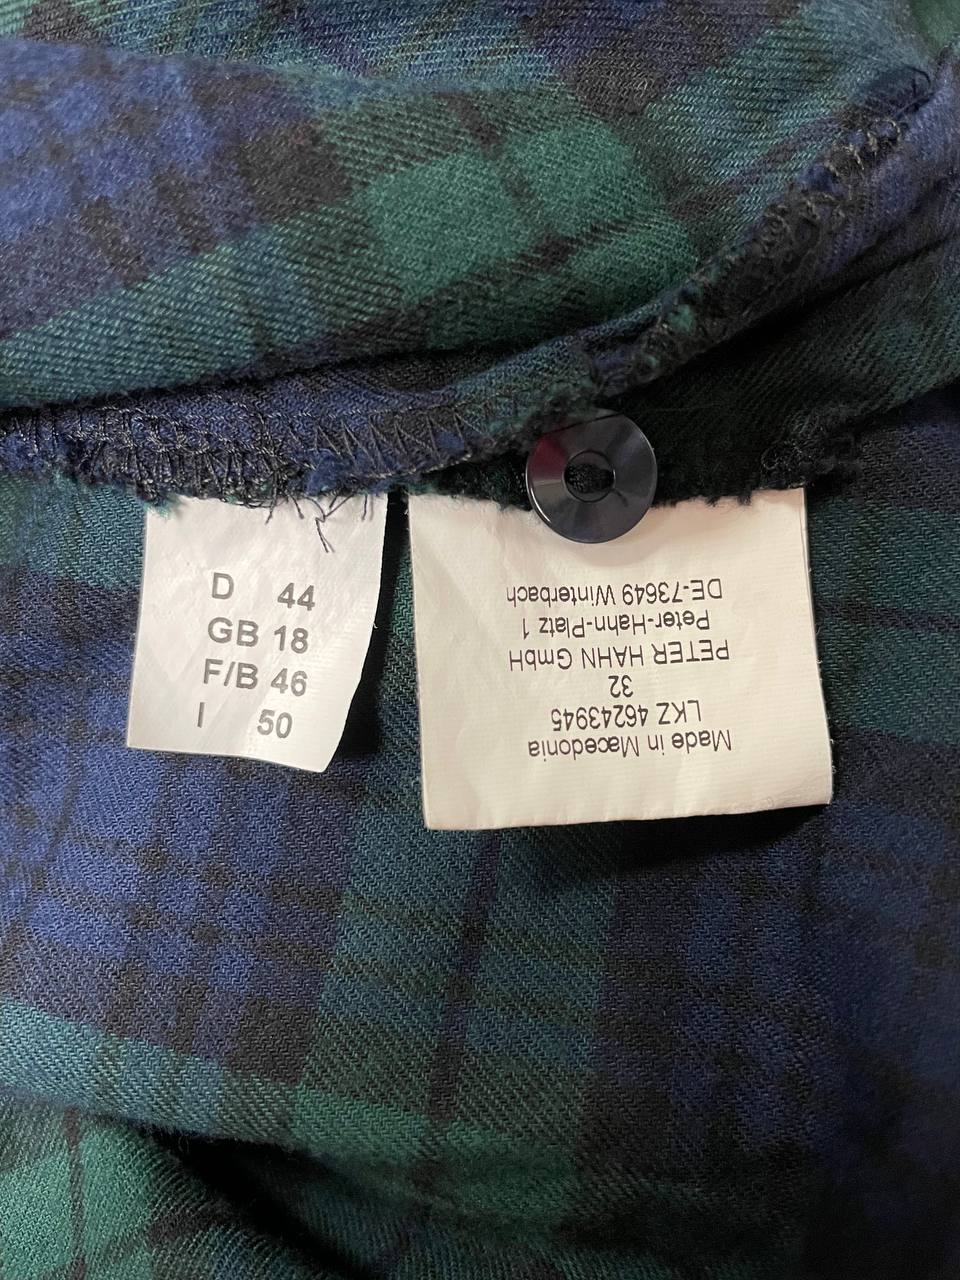 D 44
GB 18
F/B 46
I 50
Made in Macedonia
LKZ 46243945
32
PETER HAHN GmbH
Peter-Hahn-Platz 1
DE-73649 Winterbach